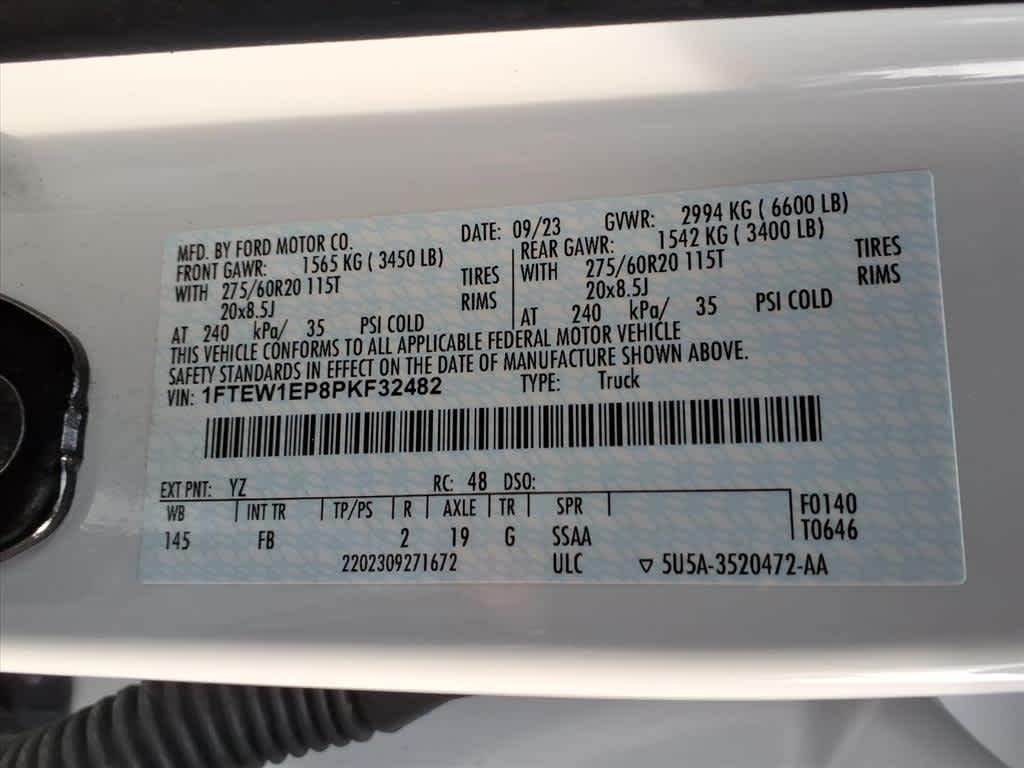 MFD. BY FORD MOTOR CO. DATE: 09/23 GVWR: 2994 KG ( 6600 LB)
FRONT GAWR: 1565 KG ( 3450 LB) REAR GAWR: 1542 KG ( 3400 LB)
WITH 275/60R20 115T TIRES WITH 275/60R20 115T TIRES
20x8.5J RIMS 20x8.5J RIMS
AT 240 kPa/ 35 PSI COLD AT 240 kPa/ 35 PSI COLD
THIS VEHICLE CONFORMS TO ALL APPLICABLE FEDERAL MOTOR VEHICLE
SAFETY STANDARDS IN EFFECT ON THE DATE OF MANUFACTURE SHOWN ABOVE.
VIN: 1FTEW1EP8PKF32482 TYPE: Truck
EXT PNT: YZ RC: 48 DSO:
WB INT TR TP/PS R AXLE TR SPR F0140
145 FB 2 19 G SSAA T0646
2202309271672 ULC ▽ 5U5A-3520472-AA